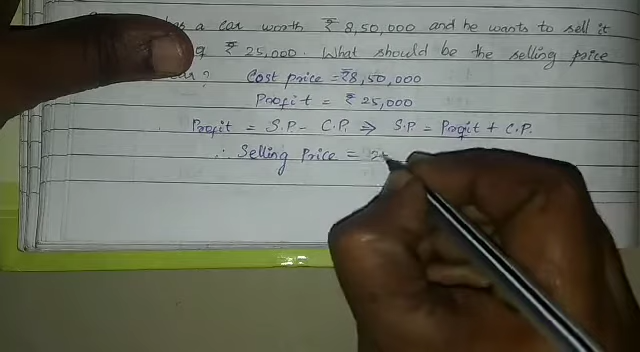 has a car worth ₹ 8,50,000 and he wants to sell it
₹ 25,000. What should be the selling price
Cost price = ₹8,50,000
Profit = ₹ 25,000
Profit = S.P - C.P. ⇒ S.P = Profit + C.P.
∴ Selling Price =